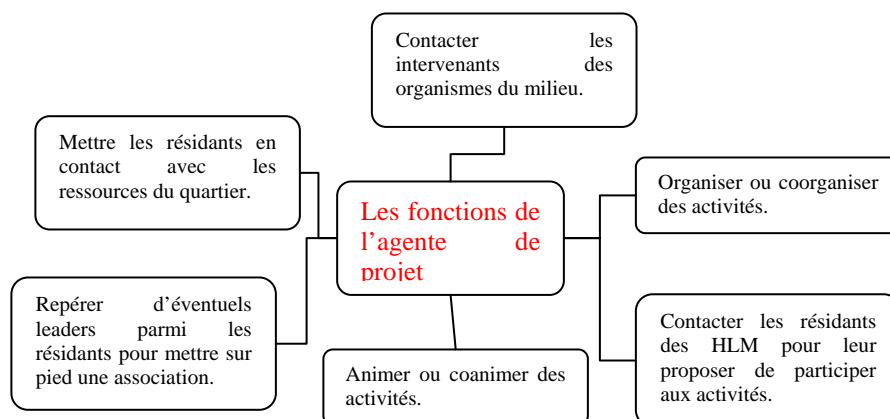 Contacter les
intervenants des
organismes du milieu.
Mettre les résidants en
contact avec les
ressources du quartier.
Les fonctions de
l’agente de
projet
Organiser ou coorganiser
des activités.
Repérer d’éventuels
leaders parmi les
résidants pour mettre sur
pied une association.
Animer ou coanimer des
activités.
Contacter les résidants
des HLM pour leur
proposer de participer
aux activités.